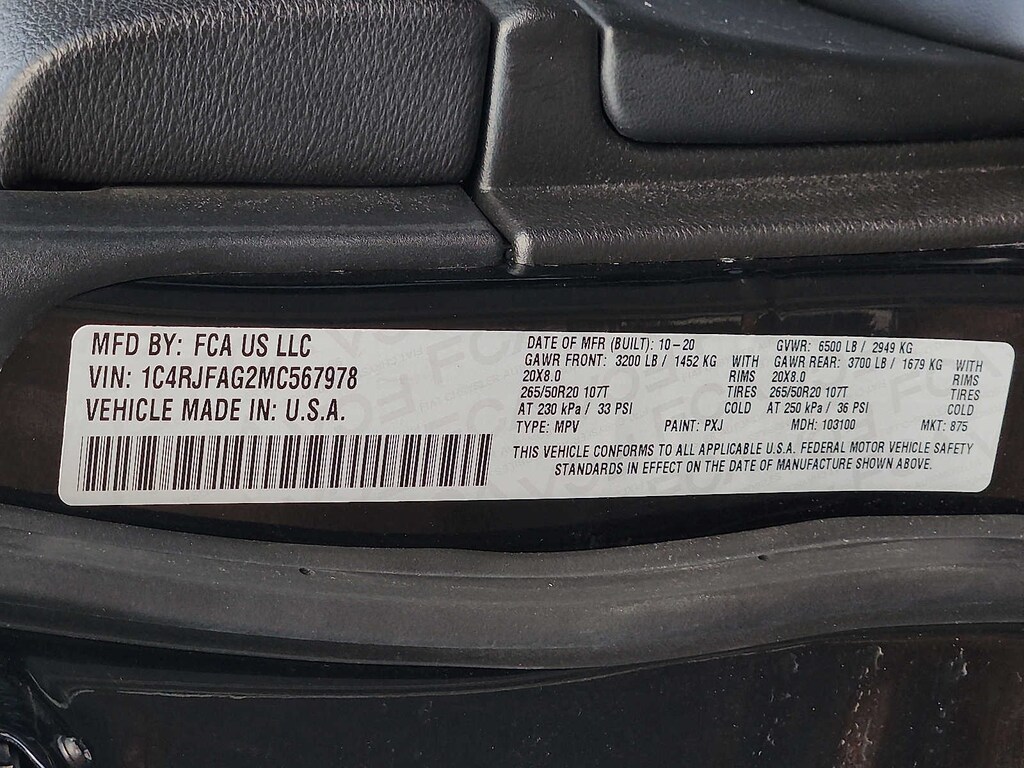 MFD BY: FCA US LLC
VIN: 1C4RJFAG2MC567978
VEHICLE MADE IN: U.S.A.
DATE OF MFR (BUILT): 10-20 GVWR: 6500 LB / 2949 KG
GAWR FRONT: 3200 LB / 1452 KG WITH GAWR REAR: 3700 LB / 1679 KG WITH
20X8.0 RIMS 20X8.0 RIMS
265/50R20 107T TIRES 265/50R20 107T TIRES
AT 230 kPa / 33 PSI COLD AT 250 kPa / 36 PSI COLD
TYPE: MPV PAINT: PXJ MDH: 103100 MKT: 875
THIS VEHICLE CONFORMS TO ALL APPLICABLE U.S.A. FEDERAL MOTOR VEHICLE SAFETY
STANDARDS IN EFFECT ON THE DATE OF MANUFACTURE SHOWN ABOVE.